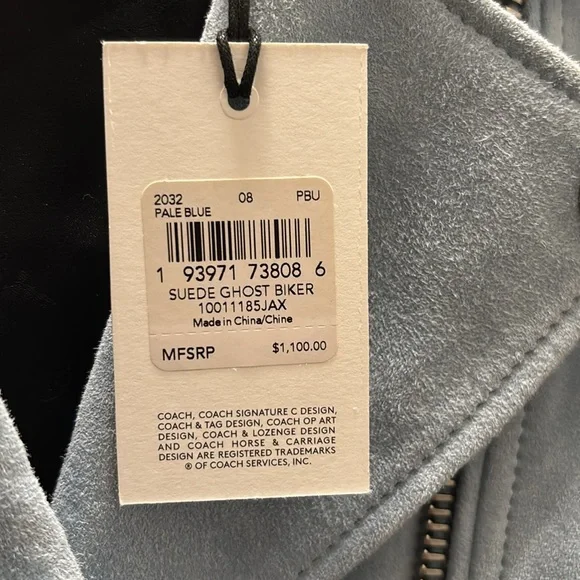 2032 08 PBU
PALE BLUE
1 93971 73808 6
SUEDE GHOST BIKER
10011185JAX
Made in China/Chine
MFSRP $1,100.00
COACH, COACH SIGNATURE C DESIGN,
COACH & TAG DESIGN, COACH OP ART
DESIGN, COACH & LOZENGE DESIGN
AND COACH HORSE & CARRIAGE
DESIGN ARE REGISTERED TRADEMARKS
® OF COACH SERVICES, INC.